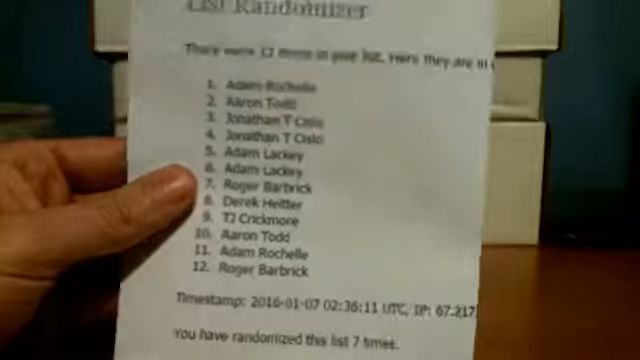 List Randomizer
There were 12 items in your list. Here they are in
1. Adam Rochelle
2. Aaron Todd
3. Jonathan T Cislo
4. Jonathan T Cislo
5. Adam Lackey
6. Adam Lackey
7. Roger Barbrick
8. Derek Heitter
9. TJ Crickmore
10. Aaron Todd
11. Adam Rochelle
12. Roger Barbrick
Timestamp: 2016-01-07 02:36:11 UTC, IP: 67.217
You have randomized this list 7 times.